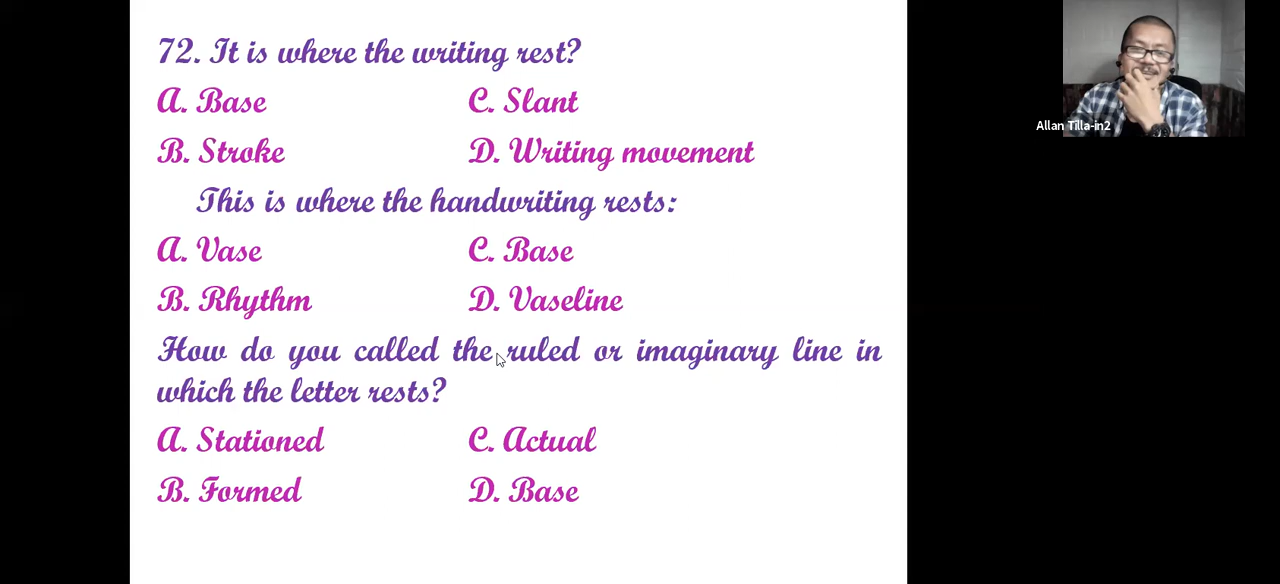 72. It is where the writing rest?
A. Base C. Slant
B. Stroke D. Writing movement
This is where the handwriting rests:
A. Vase C. Base
B. Rhythm D. Vaseline
How do you called the ruled or imaginary line in
which the letter rests?
A. Stationed C. Actual
B. Formed D. Base
Allan Tilla-in2